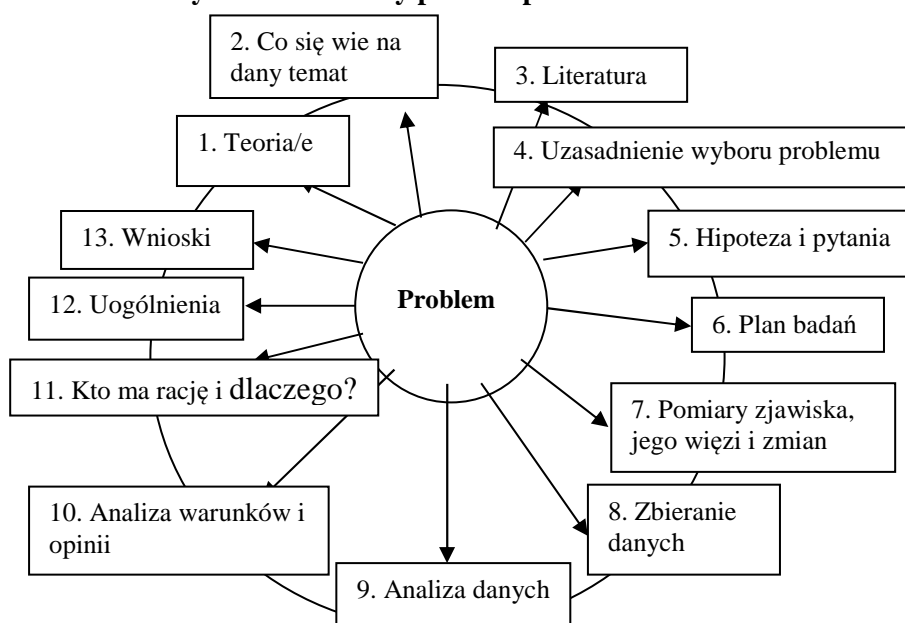 2. Co się wie na
dany temat
3. Literatura
1. Teoria/e
4. Uzasadnienie wyboru problemu
13. Wnioski
5. Hipoteza i pytania
12. Uogólnienia
Problem
6. Plan badań
11. Kto ma rację i dlaczego?
7. Pomiary zjawiska,
jego więzi i zmian
10. Analiza warunków i
opinii
8. Zbieranie
danych
9. Analiza danych